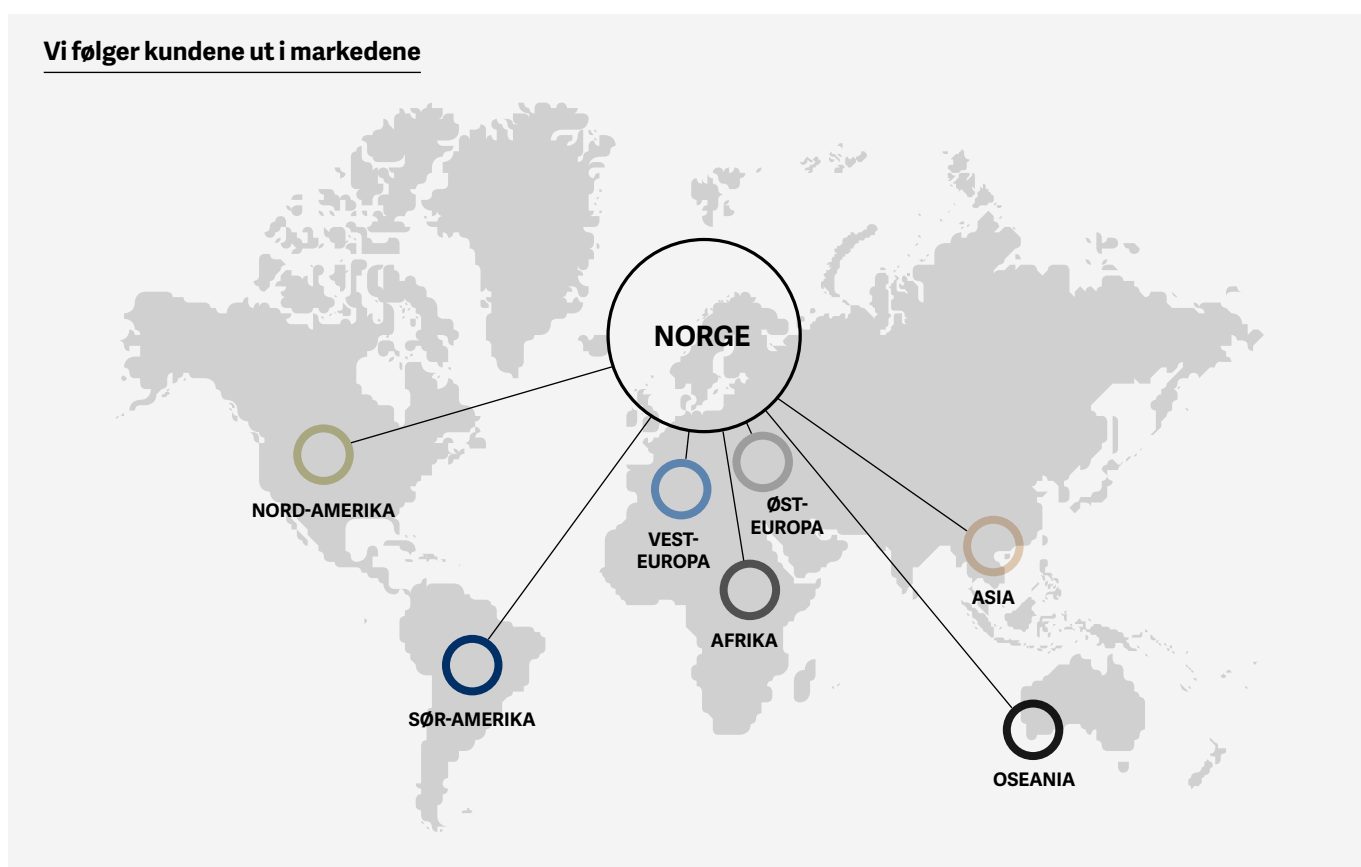 Vi følger kundene ut i markedene
NORGE
NORD-AMERIKA
ØST-
EUROPA
VEST-
EUROPA
ASIA
AFRIKA
SØR-AMERIKA
OSEANIA